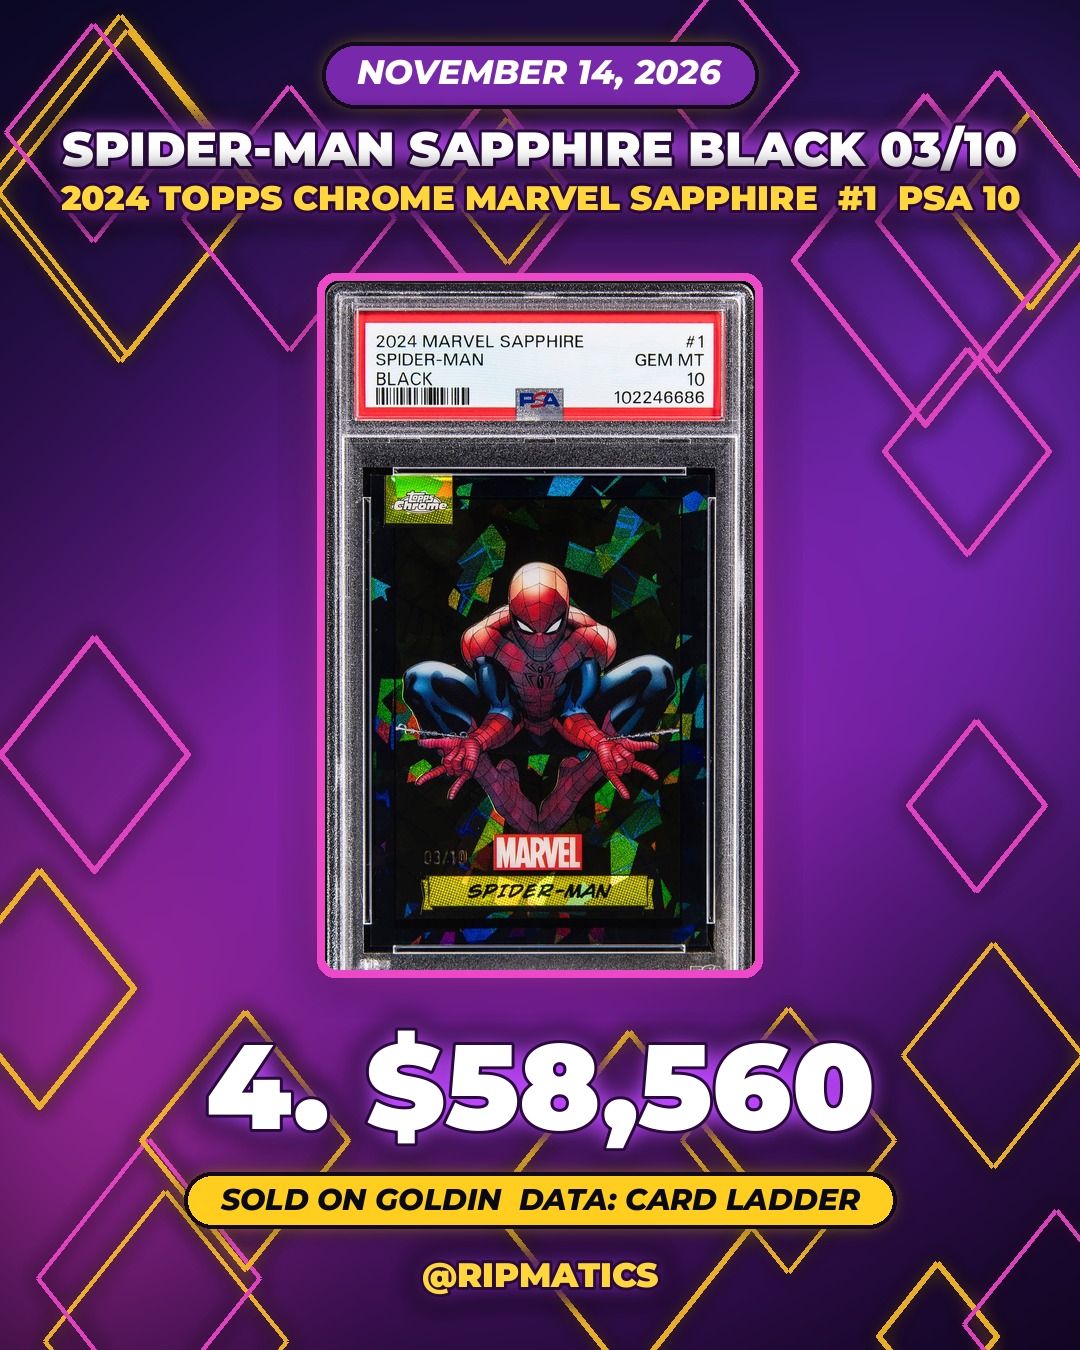 NOVEMBER 14, 2026
SPIDER-MAN SAPPHIRE BLACK 03/10
2024 TOPPS CHROME MARVEL SAPPHIRE #1 PSA 10
2024 MARVEL SAPPHIRE #1
SPIDER-MAN GEM MT
BLACK 10
PSA 102246686
Topps
Chrome
03/10
MARVEL
SPIDER-MAN
4. $58,560
SOLD ON GOLDIN DATA: CARD LADDER
@RIPMATICS